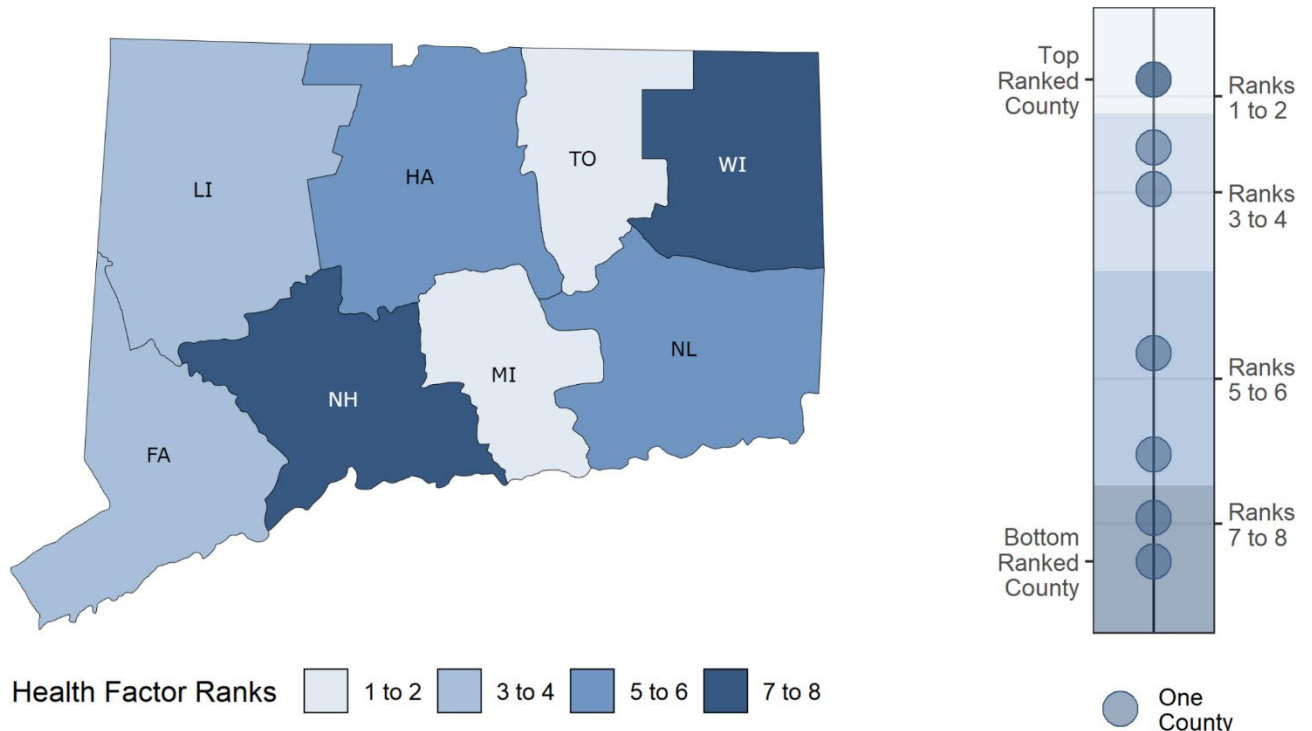 LI
HA
TO
WI
FA
NH
MI
NL
Health Factor Ranks
1 to 2
3 to 4
5 to 6
7 to 8
Top
Ranked
County
Bottom
Ranked
County
Ranks
1 to 2
Ranks
3 to 4
Ranks
5 to 6
Ranks
7 to 8
One
County